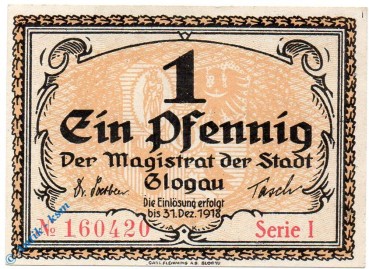 1
Ein Pfennig
Der Magistrat der Stadt
Glogau
Die Einlösung erfolgt
bis 31. Dez. 1918
№ 160420 Serie I